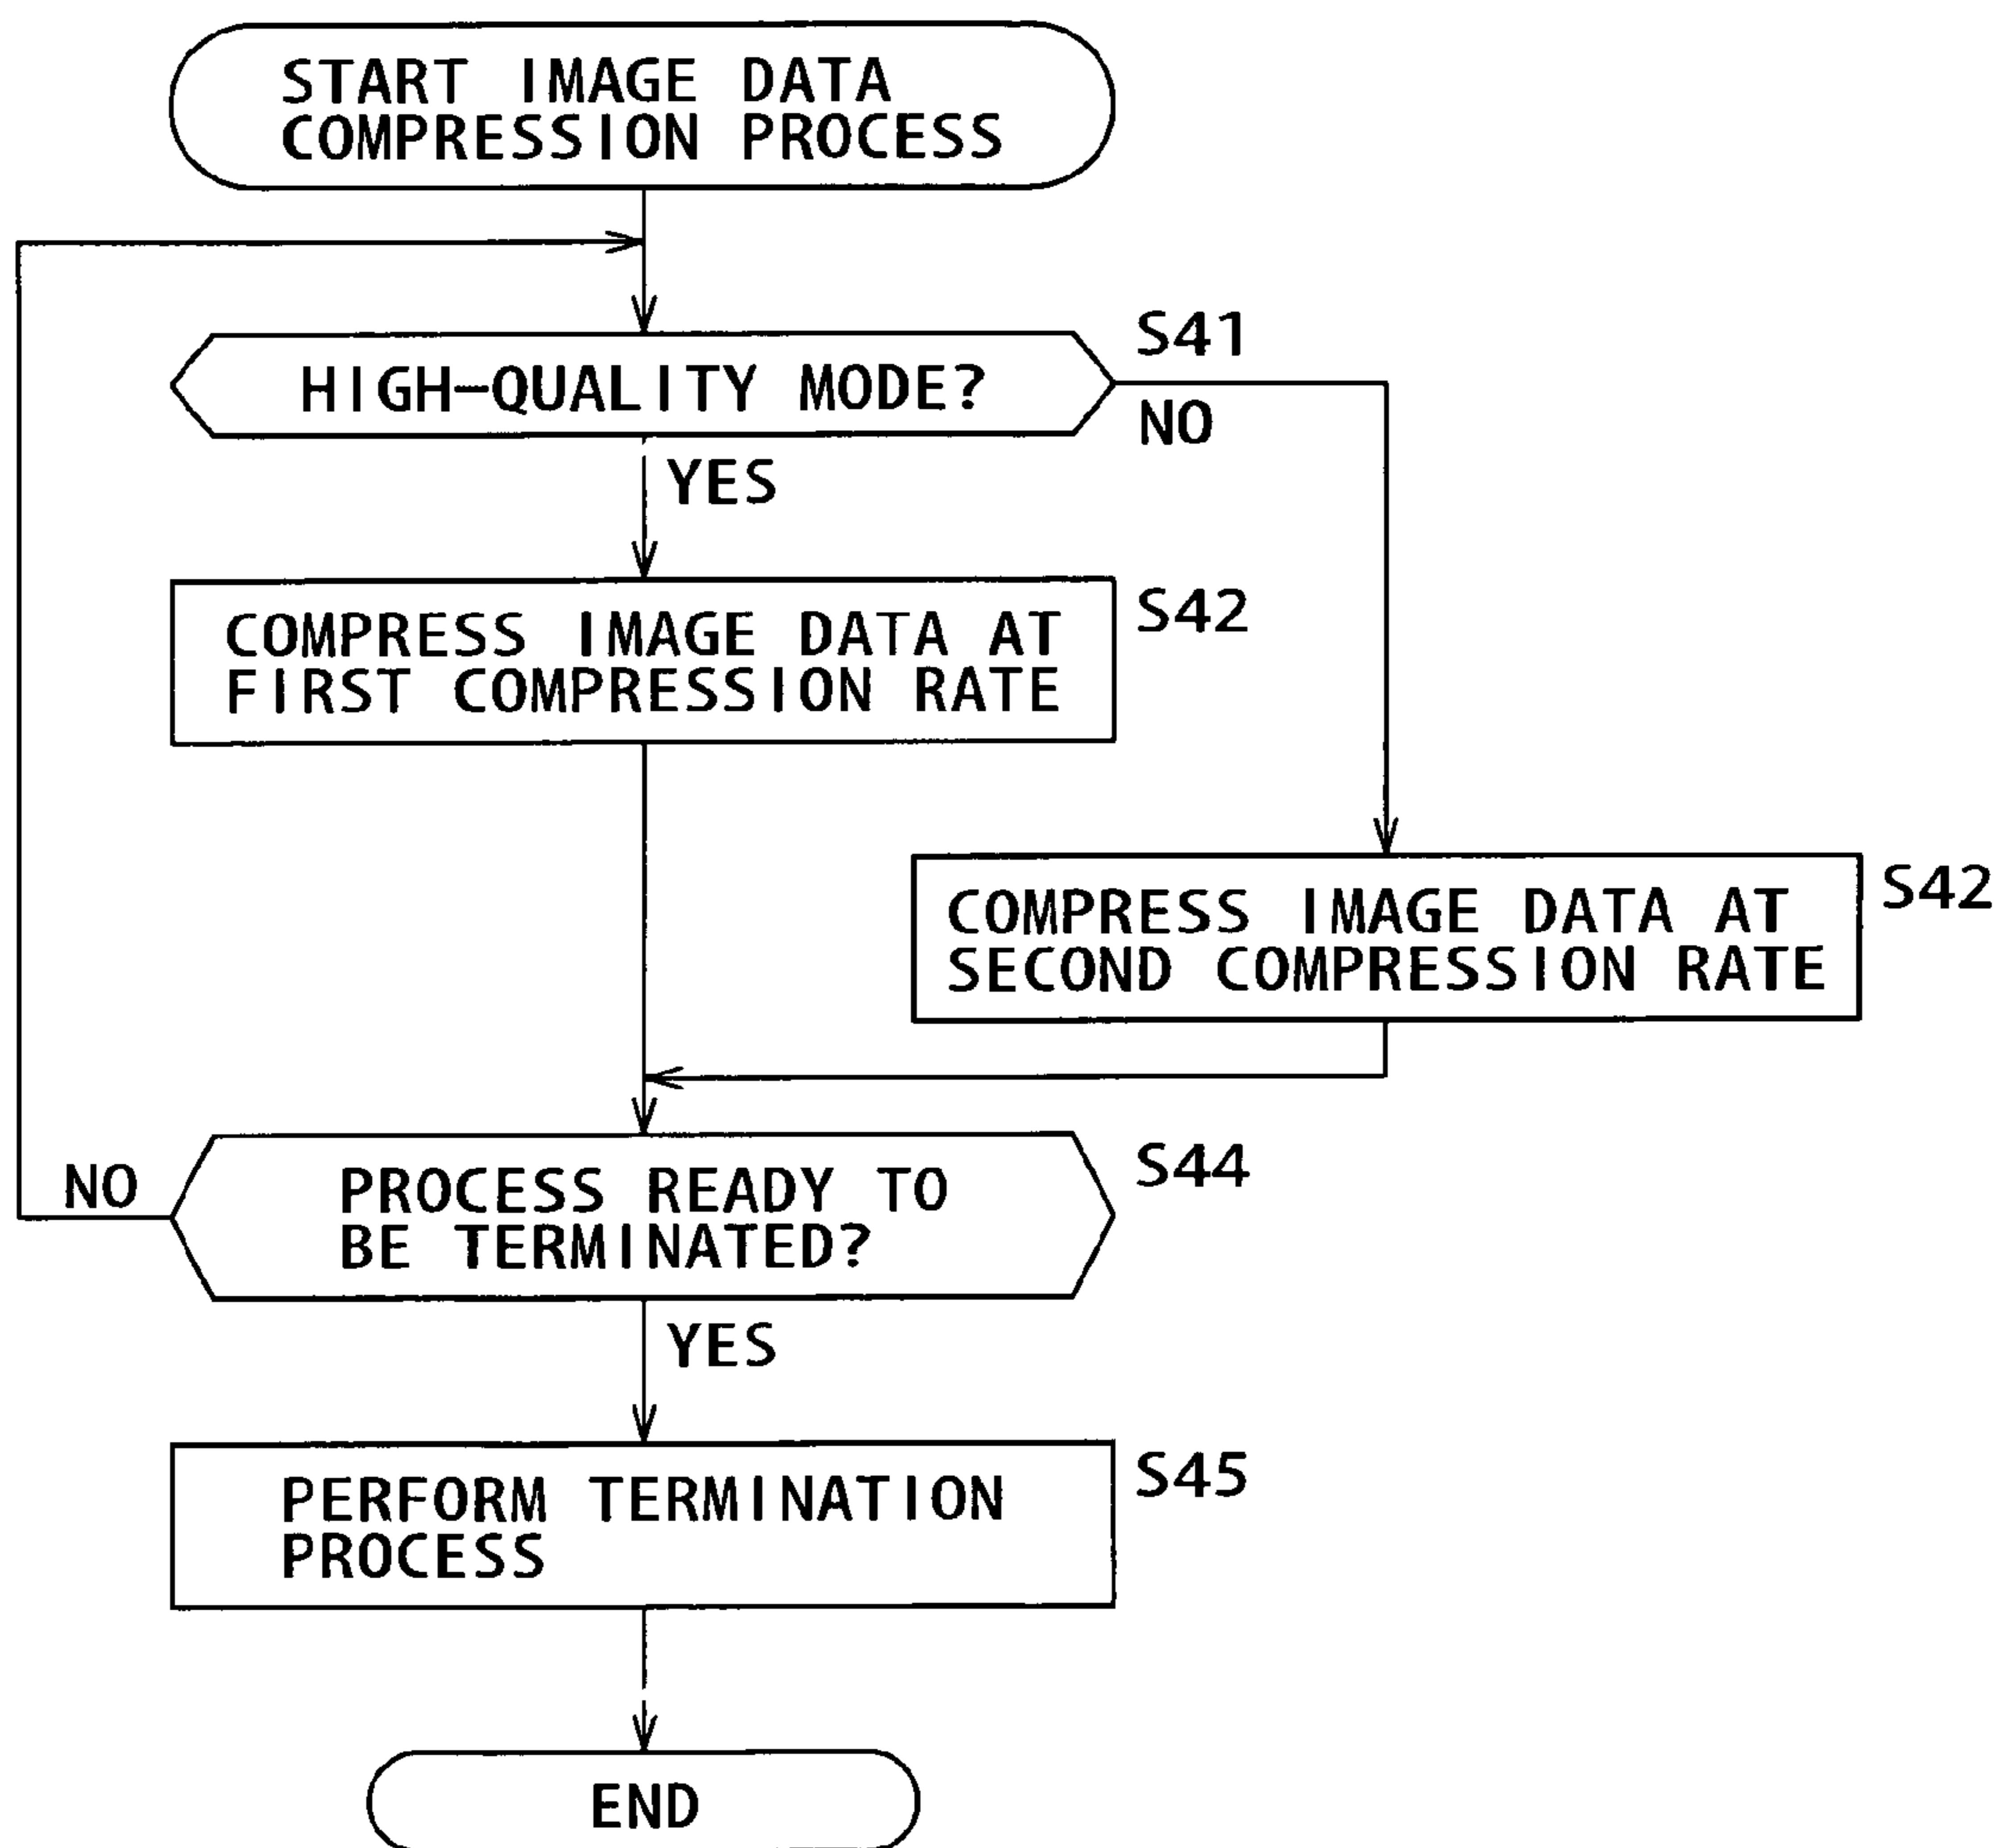 START IMAGE DATA
COMPRESSION PROCESS
S41
HIGH-QUALITY MODE?
NO
YES
S42
COMPRESS IMAGE DATA AT
FIRST COMPRESSION RATE
S42
COMPRESS IMAGE DATA AT
SECOND COMPRESSION RATE
S44
NO
PROCESS READY TO
BE TERMINATED?
YES
S45
PERFORM TERMINATION
PROCESS
END